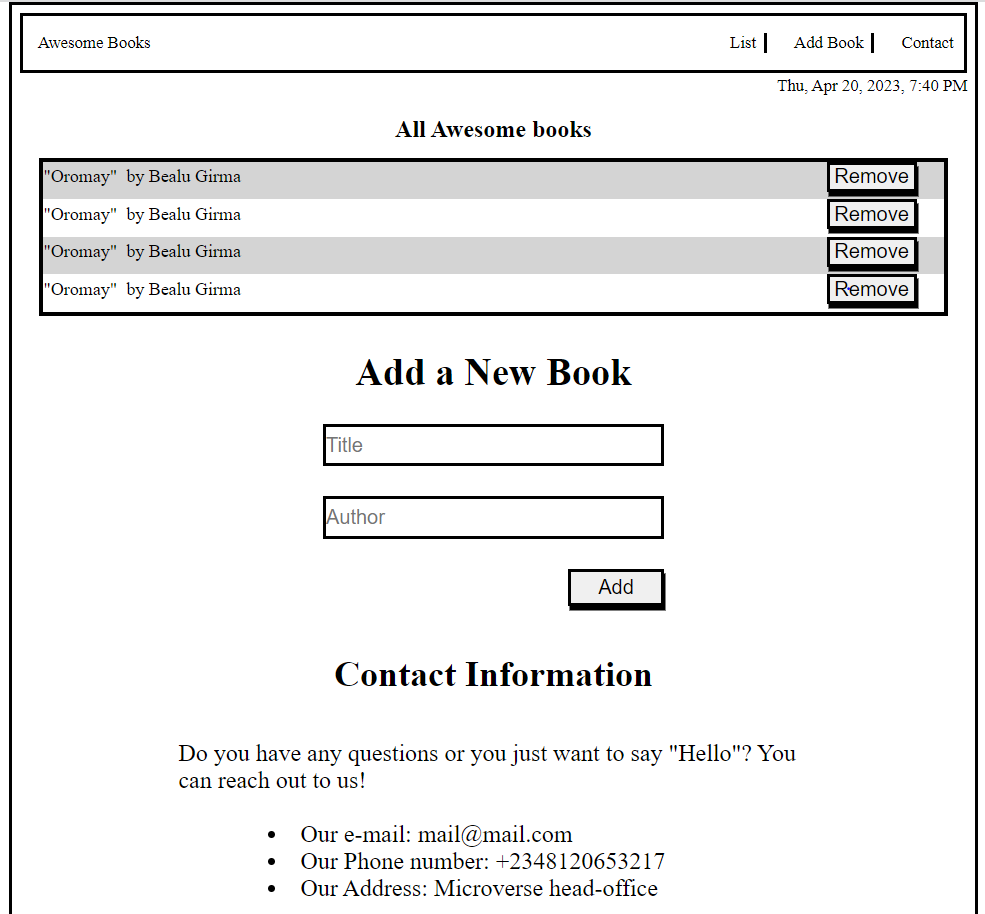 Awesome Books List Add Book Contact
Thu, Apr 20, 2023, 7:40 PM
All Awesome books
"Oromay" by Bealu Girma Remove
"Oromay" by Bealu Girma Remove
"Oromay" by Bealu Girma Remove
"Oromay" by Bealu Girma Remove
Add a New Book
Title
Author
Add
Contact Information
Do you have any questions or you just want to say "Hello"? You
can reach out to us!
• Our e-mail: mail@mail.com
• Our Phone number: +2348120653217
• Our Address: Microverse head-office